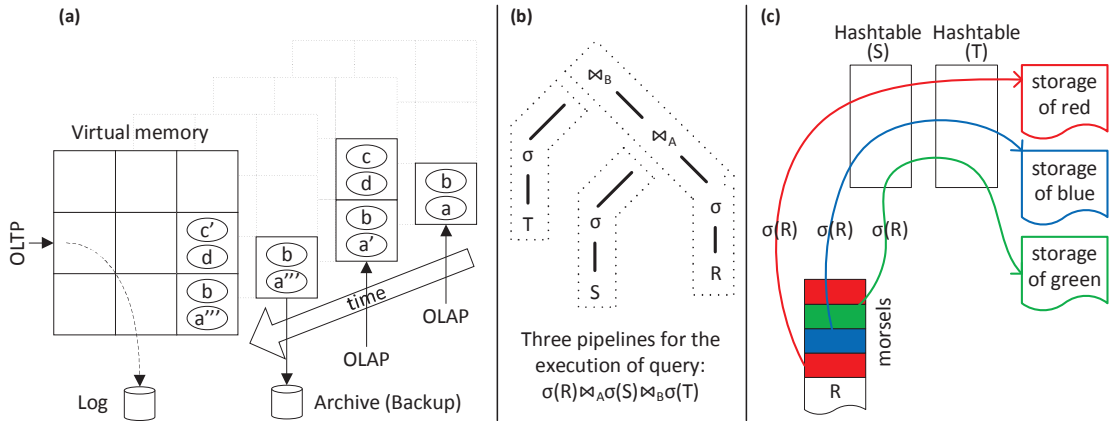 (a)
Virtual memory
OLTP
c'
d
b
a'''
b
a'''
c
d
b
a'
b
a
time
OLAP
OLAP
Log
Archive (Backup)
(b)
⋈B
⋈A
σ
T
σ
S
σ
R
Three pipelines for the
execution of query:
σ(R)⋈Aσ(S)⋈Bσ(T)
(c)
Hashtable
(S)
Hashtable
(T)
storage
of red
storage
of blue
storage
of green
σ(R)
σ(R)
σ(R)
morsels
R